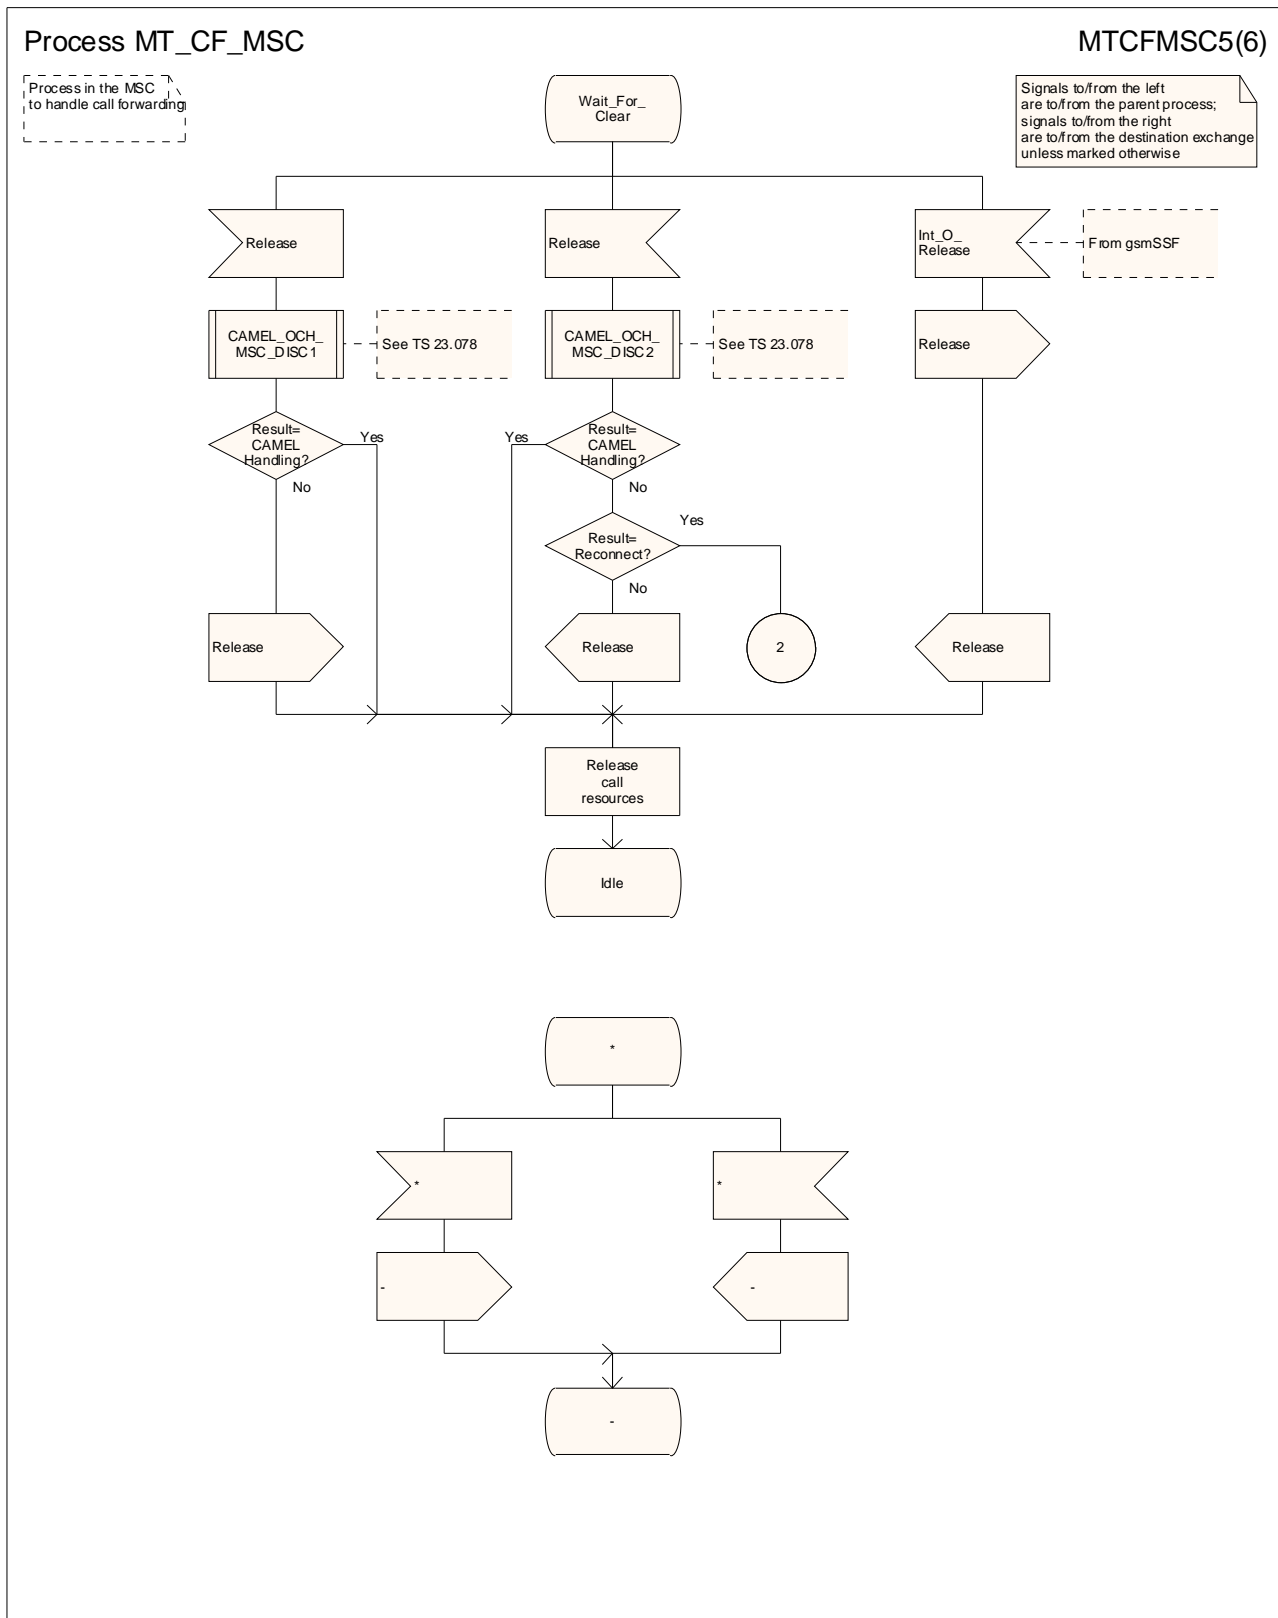 Process MT_CF_MSC
MTCFMSC5(6)
Process in the MSC
to handle call forwarding
Signals to/from the left
are to/from the parent process;
signals to/from the right
are to/from the destination exchange
unless marked otherwise
Wait_For_
Clear
Release
Release
Int_O_
Release
From gsmSSF
CAMEL_OCH_
MSC_DISC1
See TS 23.078
CAMEL_OCH_
MSC_DISC2
See TS 23.078
Release
Result=
CAMEL
Handling?
Yes
No
Yes
Result=
CAMEL
Handling?
No
Result=
Reconnect?
Yes
No
Release
Release
2
Release
Release
call
resources
Idle
*
*
*
-
-
-